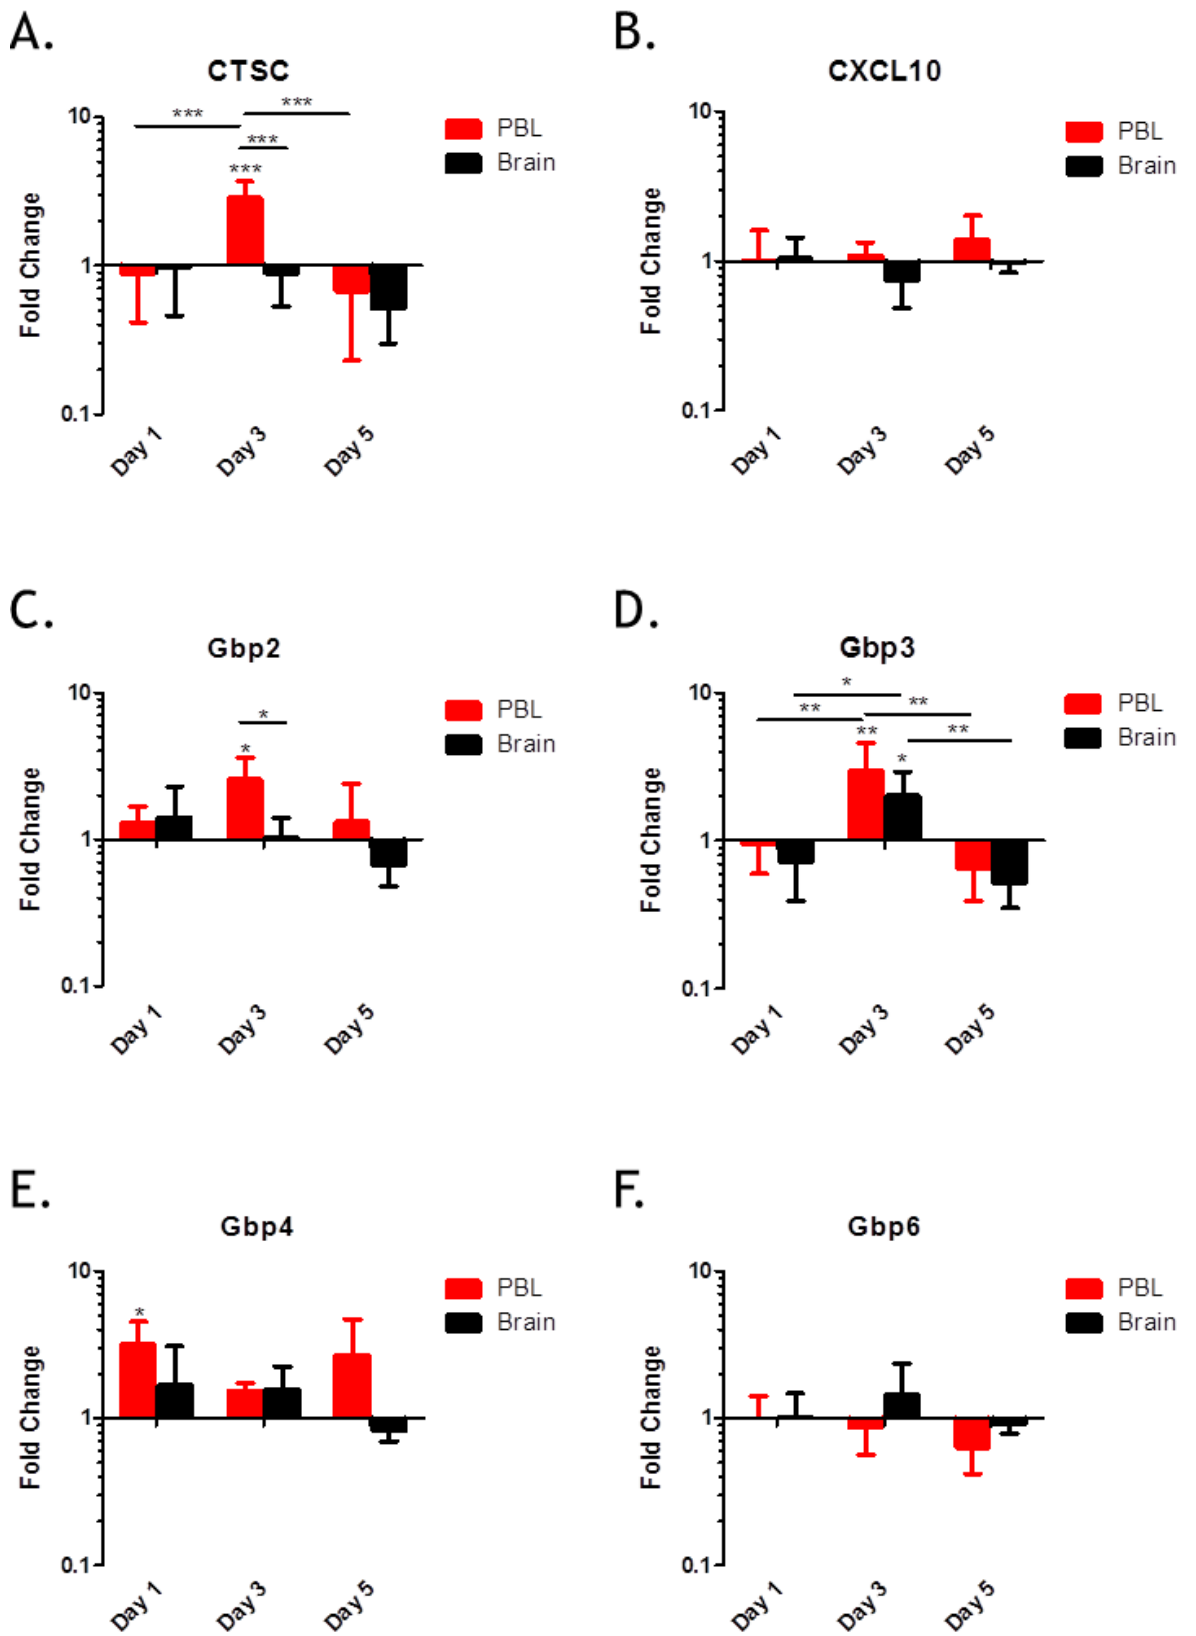 A.
CTSC
10
1
0.1
Fold Change
***
***
***
***
PBL
Brain
Day 1
Day 3
Day 5
B.
CXCL10
10
1
0.1
Fold Change
PBL
Brain
Day 1
Day 3
Day 5
C.
Gbp2
10
1
0.1
Fold Change
*
*
PBL
Brain
Day 1
Day 3
Day 5
D.
Gbp3
10
1
0.1
Fold Change
*
**
**
**
**
*
PBL
Brain
Day 1
Day 3
Day 5
E.
Gbp4
10
1
0.1
Fold Change
*
PBL
Brain
Day 1
Day 3
Day 5
F.
Gbp6
10
1
0.1
Fold Change
PBL
Brain
Day 1
Day 3
Day 5